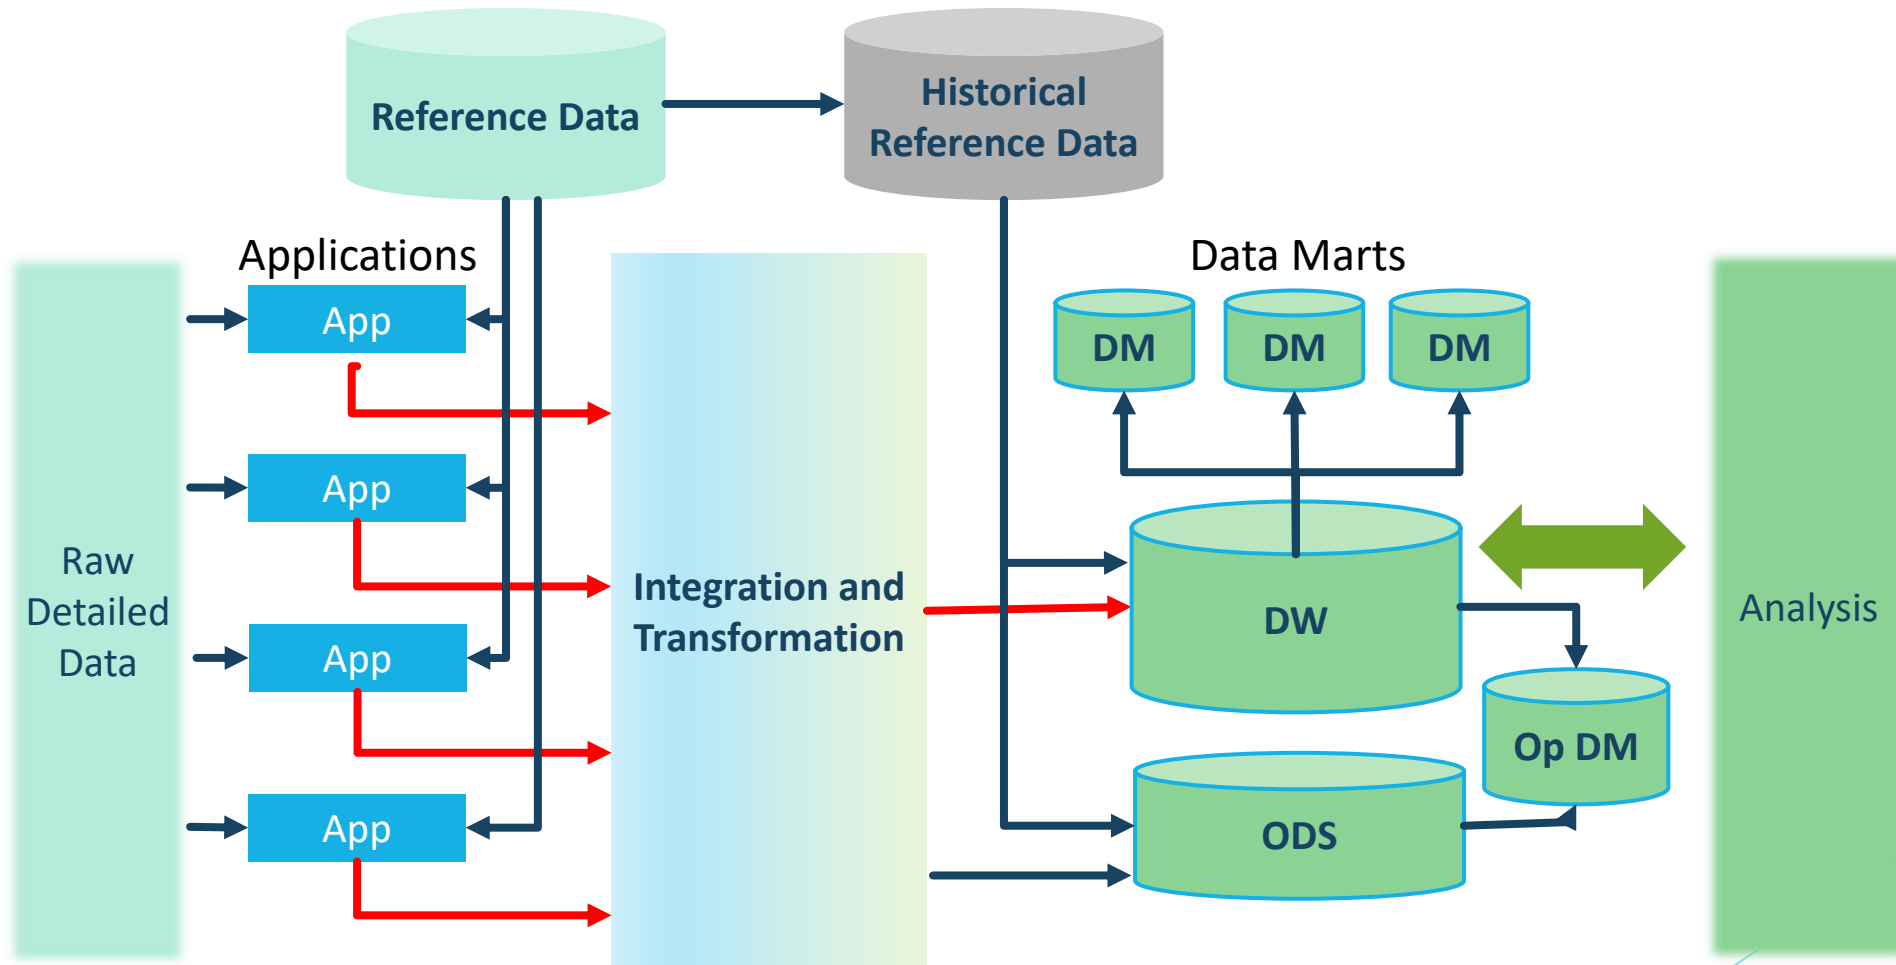 Reference Data
Historical
Reference Data
Applications
Data Marts
App
App
App
App
Raw
Detailed
Data
Integration and
Transformation
DM
DM
DM
DW
ODS
Op DM
Analysis